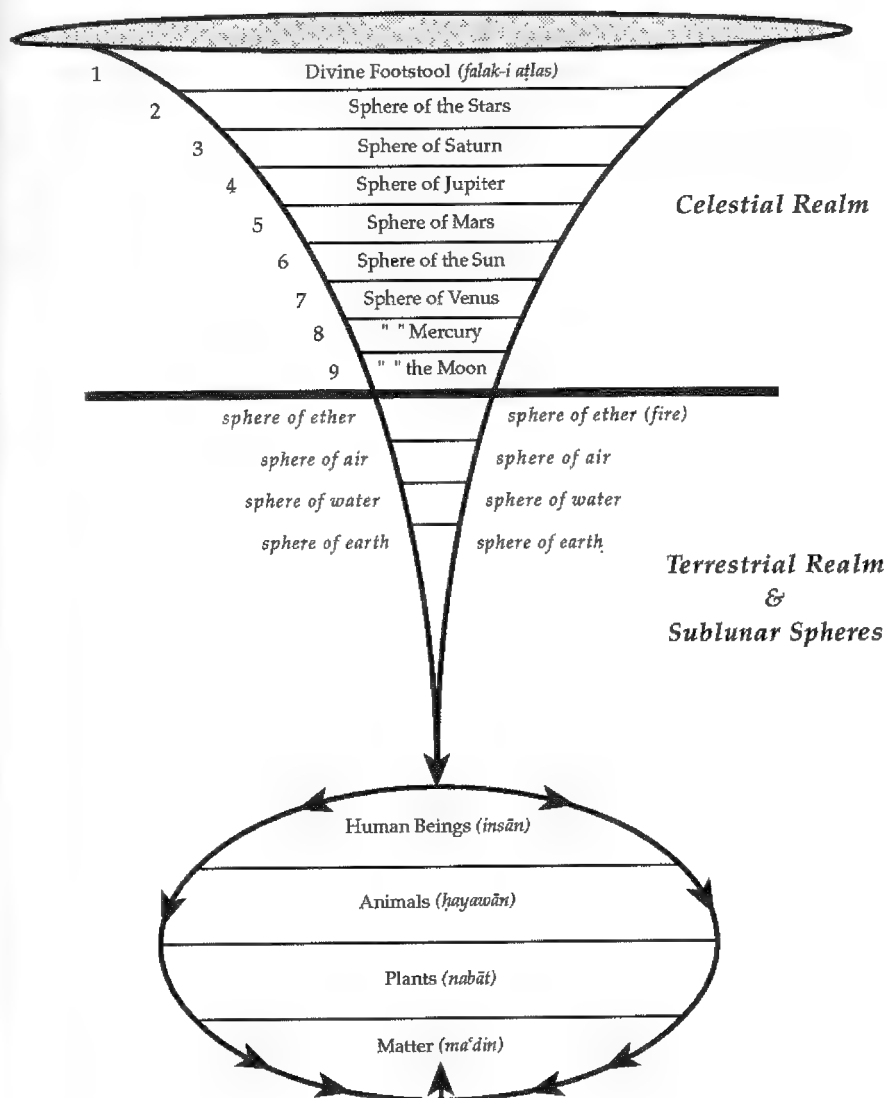 1 Divine Footstool (falak-i aṭlas)
2 Sphere of the Stars
3 Sphere of Saturn
4 Sphere of Jupiter
Celestial Realm
5 Sphere of Mars
6 Sphere of the Sun
7 Sphere of Venus
8 " " Mercury
9 " " the Moon
sphere of ether sphere of ether (fire)
sphere of air sphere of air
sphere of water sphere of water
sphere of earth sphere of earth
Terrestrial Realm
&
Sublunar Spheres
Human Beings (insān)
Animals (ḥayawān)
Plants (nabāt)
Matter (maʿdin)